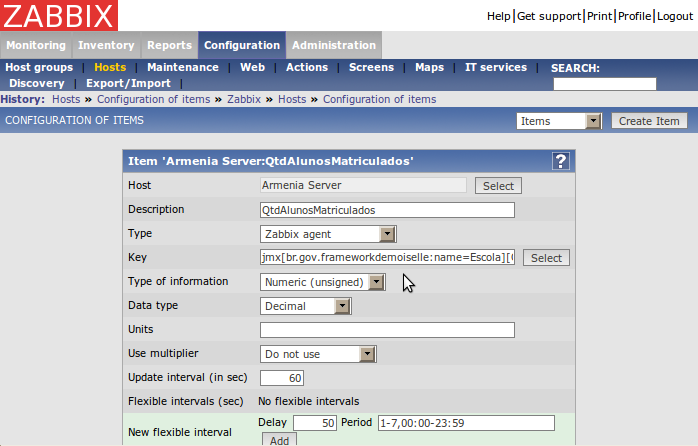 ZABBIX
Help|Get support|Print|Profile|Logout
Monitoring Inventory Reports Configuration Administration
Host groups | Hosts | Maintenance | Web | Actions | Screens | Maps | IT services | SEARCH:
Discovery | Export/Import |
History: Hosts » Configuration of items » Zabbix » Hosts » Configuration of items
CONFIGURATION OF ITEMS Items Create Item
Item 'Armenia Server:QtdAlunosMatriculados' ?
Host Armenia Server Select
Description QtdAlunosMatriculados
Type Zabbix agent
Key jmx[br.gov.frameworkdemoiselle:name=Escola][ Select
Type of information Numeric (unsigned)
Data type Decimal
Units
Use multiplier Do not use
Update interval (in sec) 60
Flexible intervals (sec) No flexible intervals
New flexible interval Delay 50 Period 1-7,00:00-23:59
Add